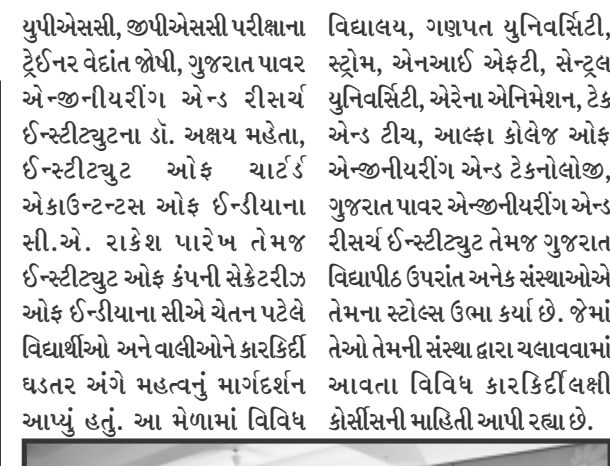 યુપીએસસી, જીપીએસસી પરીક્ષાના
ટ્રેઈનર વેદાંત જોષી, ગુજરાત પાવર
એન્જીનીયરીંગ એન્ડ રીસર્ચ
ઈન્સ્ટીટ્યુટના ડૉ. અક્ષય મહેતા,
ઈન્સ્ટીટ્યુટ ઓફ ચાર્ટર્ડ
એકાઉન્ટન્ટસ ઓફ ઈન્ડીયાના
સી.એ. રાકેશ પારેખ તેમજ
ઈન્સ્ટીટ્યુટ ઓફ કંપની સેક્રેટરીઝ
ઓફ ઈન્ડીયાના સીએ ચેતન પટેલે
વિદ્યાર્થીઓ અને વાલીઓને કારકિર્દી
ઘડતર અંગે મહત્વનું માર્ગદર્શન
આપ્યું હતું. આ મેળામાં વિવિધ
વિદ્યાલય, ગણપત યુનિવર્સિટી,
સ્ટ્રોમ, એનઆઈ એફટી, સેન્ટ્રલ
યુનિવર્સિટી, એરેના એનિમેશન, ટેક
એન્ડ ટીચ, આલ્ફા કોલેજ ઓફ
એન્જીનીયરીંગ એન્ડ ટેકનોલોજી,
ગુજરાત પાવર એન્જીનીયરીંગ એન્ડ
રીસર્ચ ઈન્સ્ટીટ્યુટ તેમજ ગુજરાત
વિદ્યાપીઠ ઉપરાંત અનેક સંસ્થાઓએ
તેમના સ્ટોલ્સ ઉભા કર્યા છે. જેમાં
તેઓ તેમની સંસ્થા દ્વારા ચલાવવામાં
આવતા વિવિધ કારકિર્દીલક્ષી
કોર્સીસની માહિતી આપી રહ્યા છે.